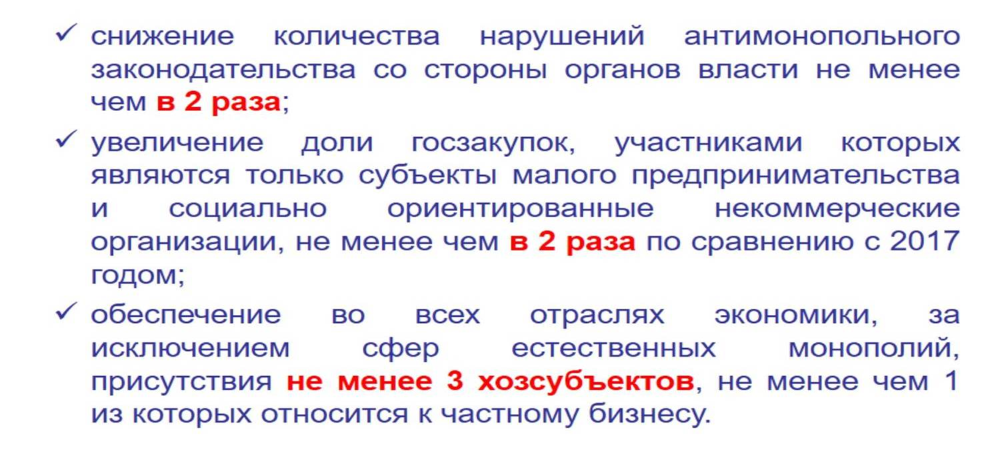 ✓ снижение количества нарушений антимонопольного
законодательства со стороны органов власти не менее
чем в 2 раза;
✓ увеличение доли госзакупок, участниками которых
являются только субъекты малого предпринимательства
и социально ориентированные некоммерческие
организации, не менее чем в 2 раза по сравнению с 2017
годом;
✓ обеспечение во всех отраслях экономики, за
исключением сфер естественных монополий,
присутствия не менее 3 хозсубъектов, не менее чем 1
из которых относится к частному бизнесу.